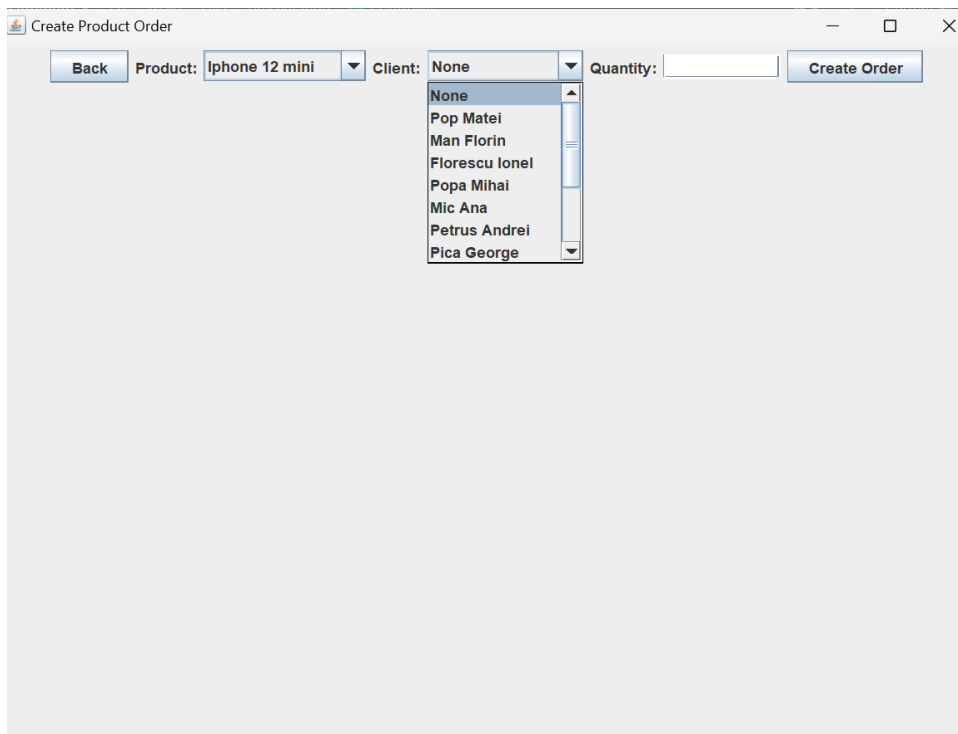 Create Product Order
Back Product: Iphone 12 mini Client: None Quantity: Create Order
None
Pop Matei
Man Florin
Florescu Ionel
Popa Mihai
Mic Ana
Petrus Andrei
Pica George